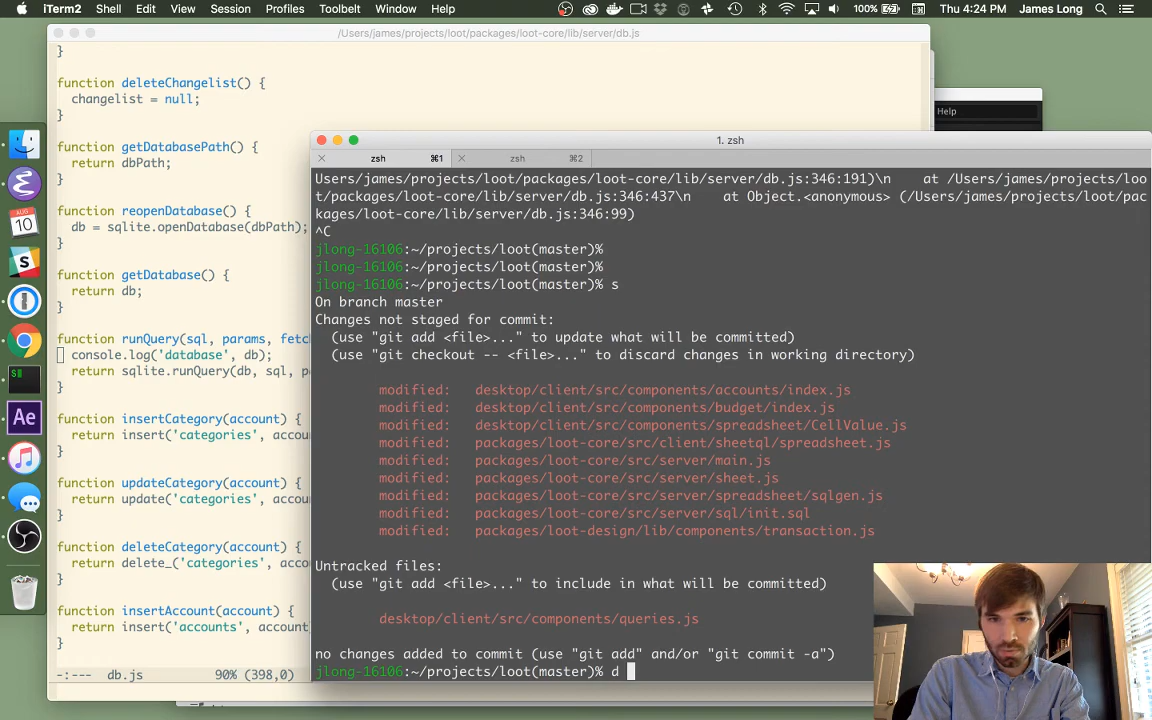 iTerm2 Shell Edit View Session Profiles Toolbelt Window Help 100% Thu 4:24 PM James Long
/Users/james/projects/loot/packages/loot-core/lib/server/db.js
}
function deleteChangelist() {
changelist = null;
}
function getDatabasePath() {
return dbPath;
}
function reopenDatabase() {
db = sqlite.openDatabase(dbPath);
}
function getDatabase() {
return db;
}
function runQuery(sql, params, fetc
console.log('database', db);
return sqlite.runQuery(db, sql, p
}
function insertCategory(account) {
return insert('categories', accou
}
function updateCategory(account) {
return update('categories', accou
}
function deleteCategory(account) {
return delete_('categories', acco
}
function insertAccount(account) {
return insert('accounts', account
}
-:--- db.js 90% (398,0)
Help
1. zsh
zsh ⌘1 zsh ⌘2
Users/james/projects/loot/packages/loot-core/lib/server/db.js:346:191)\n    at /Users/james/projects/loo
t/packages/loot-core/lib/server/db.js:346:437\n    at Object.<anonymous> (/Users/james/projects/loot/pac
kages/loot-core/lib/server/db.js:346:99)
^C
jlong-16106:~/projects/loot(master)%
jlong-16106:~/projects/loot(master)%
jlong-16106:~/projects/loot(master)% s
On branch master
Changes not staged for commit:
(use "git add <file>..." to update what will be committed)
(use "git checkout -- <file>..." to discard changes in working directory)
modified:   desktop/client/src/components/accounts/index.js
modified:   desktop/client/src/components/budget/index.js
modified:   desktop/client/src/components/spreadsheet/CellValue.js
modified:   packages/loot-core/src/client/sheetql/spreadsheet.js
modified:   packages/loot-core/src/server/main.js
modified:   packages/loot-core/src/server/sheet.js
modified:   packages/loot-core/src/server/spreadsheet/sqlgen.js
modified:   packages/loot-core/src/server/sql/init.sql
modified:   packages/loot-design/lib/components/transaction.js
Untracked files:
(use "git add <file>..." to include in what will be committed)
desktop/client/src/components/queries.js
no changes added to commit (use "git add" and/or "git commit -a")
jlong-16106:~/projects/loot(master)% d
AUG
10
S
$
Ae